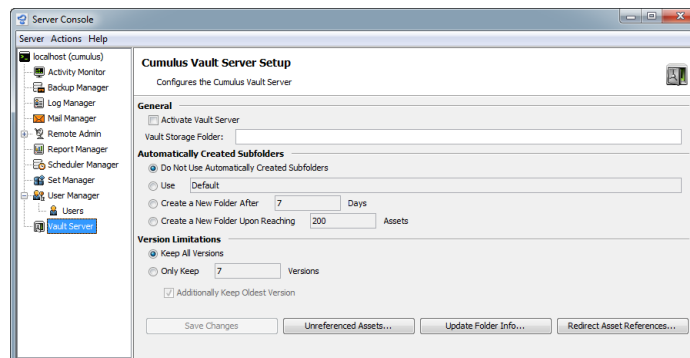 Server Console
Server Actions Help
localhost (cumulus)
Activity Monitor
Backup Manager
Log Manager
Mail Manager
Remote Admin
Report Manager
Scheduler Manager
Set Manager
User Manager
Users
Vault Server
Cumulus Vault Server Setup
Configures the Cumulus Vault Server
General
Activate Vault Server
Vault Storage Folder:
Automatically Created Subfolders
Do Not Use Automatically Created Subfolders
Use Default
Create a New Folder After 7 Days
Create a New Folder Upon Reaching 200 Assets
Version Limitations
Keep All Versions
Only Keep 7 Versions
Additionally Keep Oldest Version
Save Changes Unreferenced Assets... Update Folder Info... Redirect Asset References...